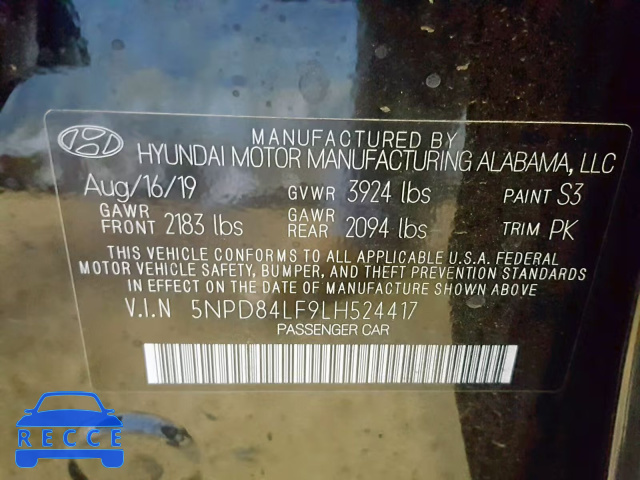 MANUFACTURED BY
HYUNDAI MOTOR MANUFACTURING ALABAMA, LLC
Aug/16/19 GVWR 3924 lbs PAINT S3
GAWR FRONT 2183 lbs GAWR REAR 2094 lbs TRIM PK
THIS VEHICLE CONFORMS TO ALL APPLICABLE U.S.A. FEDERAL
MOTOR VEHICLE SAFETY, BUMPER, AND THEFT PREVENTION STANDARDS
IN EFFECT ON THE DATE OF MANUFACTURE SHOWN ABOVE.
V.I.N 5NPD84LF9LH524417
PASSENGER CAR
RECCE